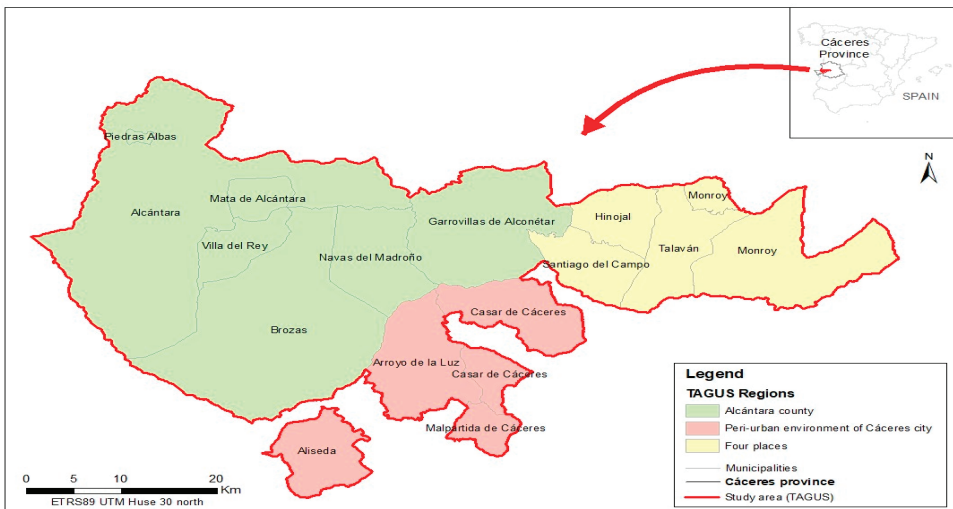 Cáceres
Province
SPAIN
N
Piedras Albas
Mata de Alcántara
Alcántara
Villa del Rey
Garrovillas de Alconétar
Navas del Madroño
Brozas
Hinojal
Monroy
Talaván
Monroy
Santiago del Campo
Casar de Cáceres
Arroyo de la Luz
Casar de Cáceres
Malpartida de Cáceres
Aliseda
Legend
TAGUS Regions
Alcántara county
Peri-urban environment of Cáceres city
Four places
Municipalities
Cáceres province
Study area (TAGUS)
0 5 10 20
Km
ETRS89 UTM Huse 30 north